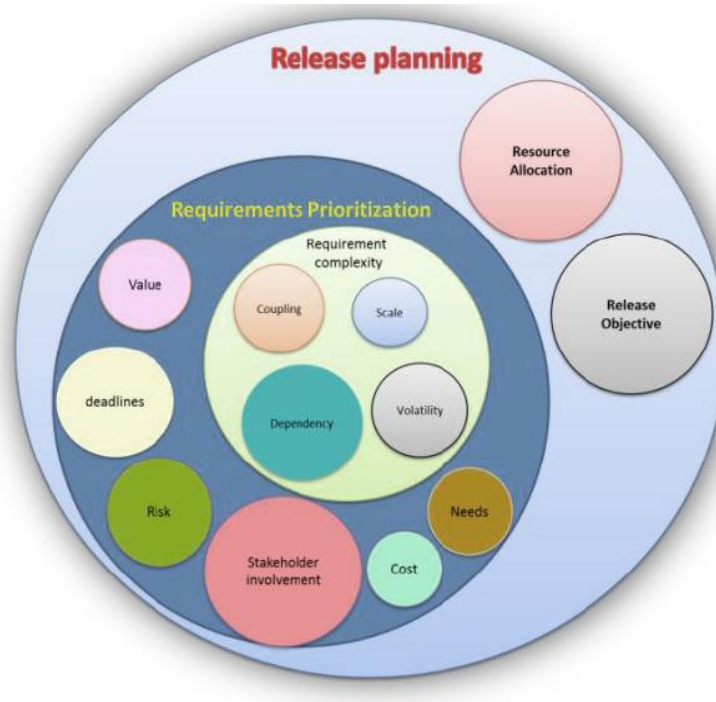 Release planning
Resource
Allocation
Requirements Prioritization
Requirement
complexity
Value
Coupling
Scale
Release
Objective
deadlines
Dependency
Volatility
Risk
Needs
Stakeholder
involvement
Cost